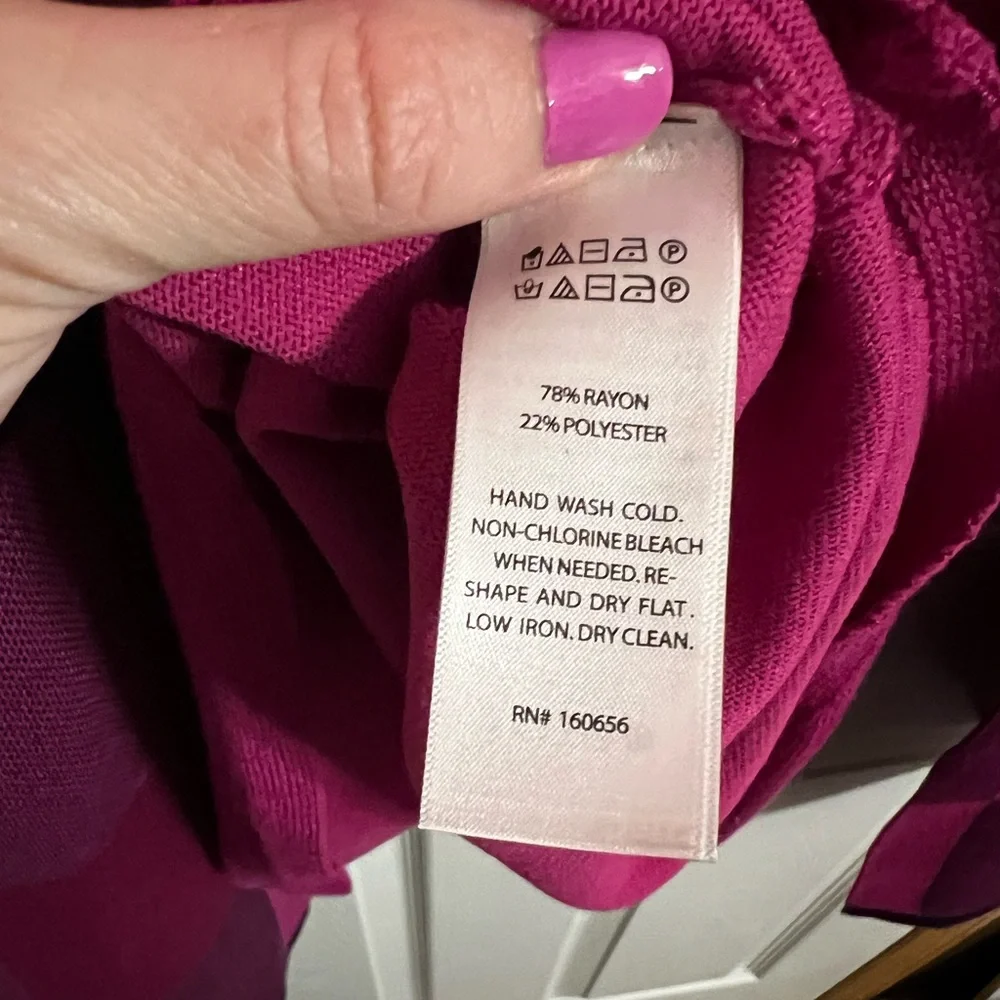 P
P
78% RAYON
22% POLYESTER
HAND WASH COLD.
NON-CHLORINE BLEACH
WHEN NEEDED. RE-
SHAPE AND DRY FLAT.
LOW IRON. DRY CLEAN.
RN# 160656